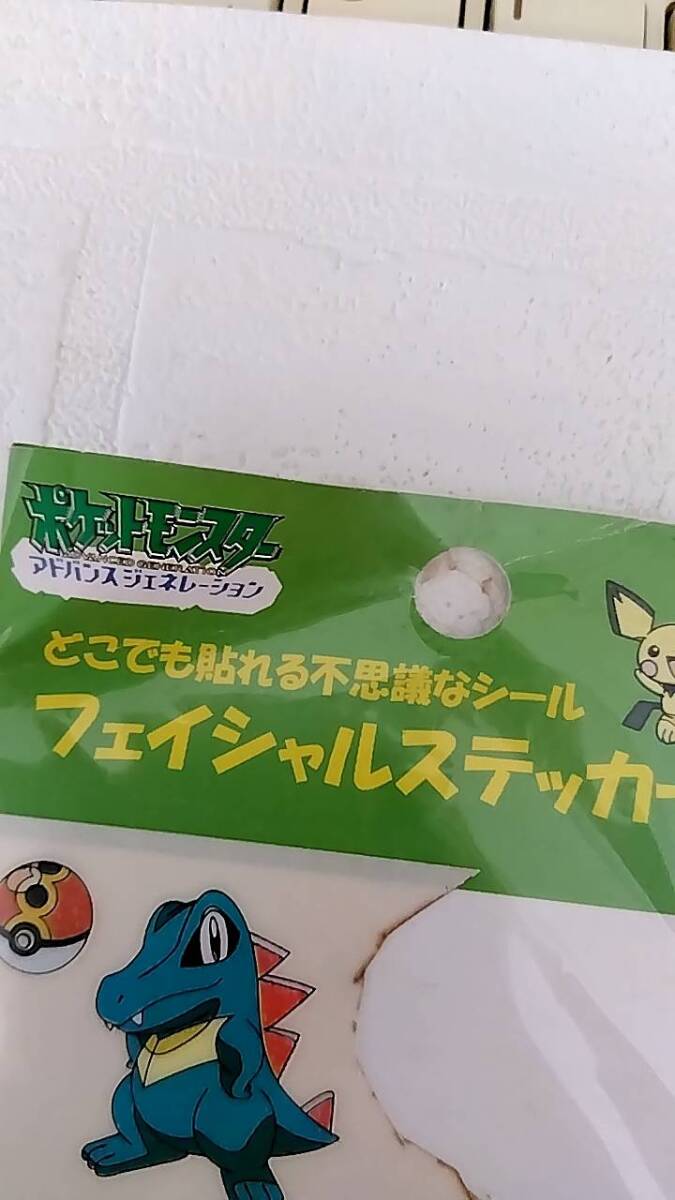 ポケットモンスター
ADVANCED GENERATION
アドバンスジェネレーション
どこでも貼れる不思議なシール
フェイシャルステッカー